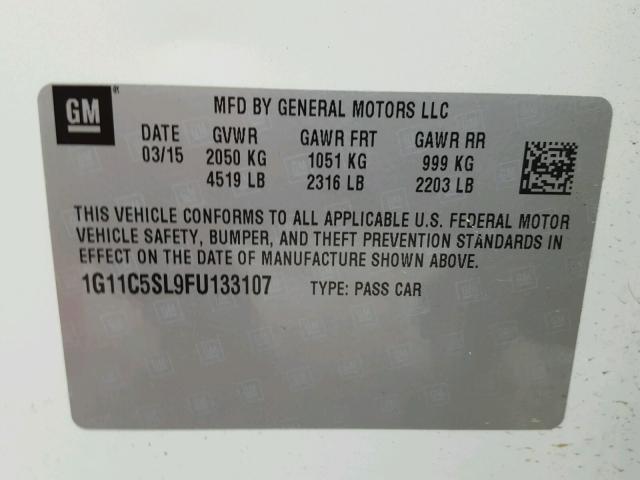 GM MFD BY GENERAL MOTORS LLC
DATE GVWR GAWR FRT GAWR RR
03/15 2050 KG 1051 KG 999 KG
4519 LB 2316 LB 2203 LB
THIS VEHICLE CONFORMS TO ALL APPLICABLE U.S. FEDERAL MOTOR
VEHICLE SAFETY, BUMPER, AND THEFT PREVENTION STANDARDS IN
EFFECT ON THE DATE OF MANUFACTURE SHOWN ABOVE.
1G11C5SL9FU133107 TYPE: PASS CAR